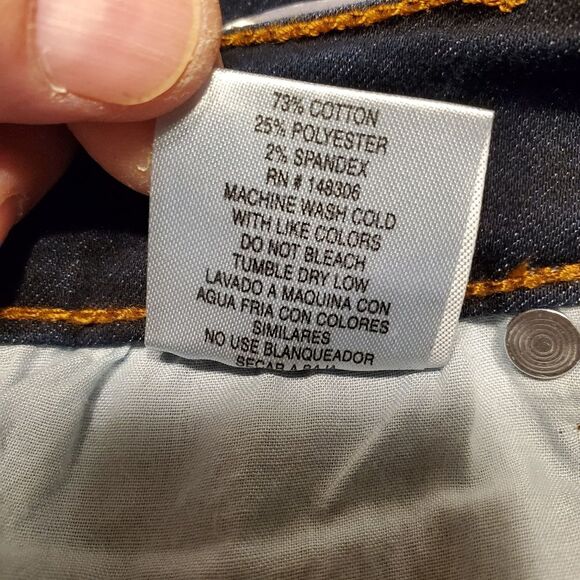 73% COTTON
25% POLYESTER
2% SPANDEX
RN # 148306
MACHINE WASH COLD
WITH LIKE COLORS
DO NOT BLEACH
TUMBLE DRY LOW
LAVADO A MAQUINA CON
AGUA FRIA CON COLORES
SIMILARES
NO USE BLANQUEADOR
SECAR A